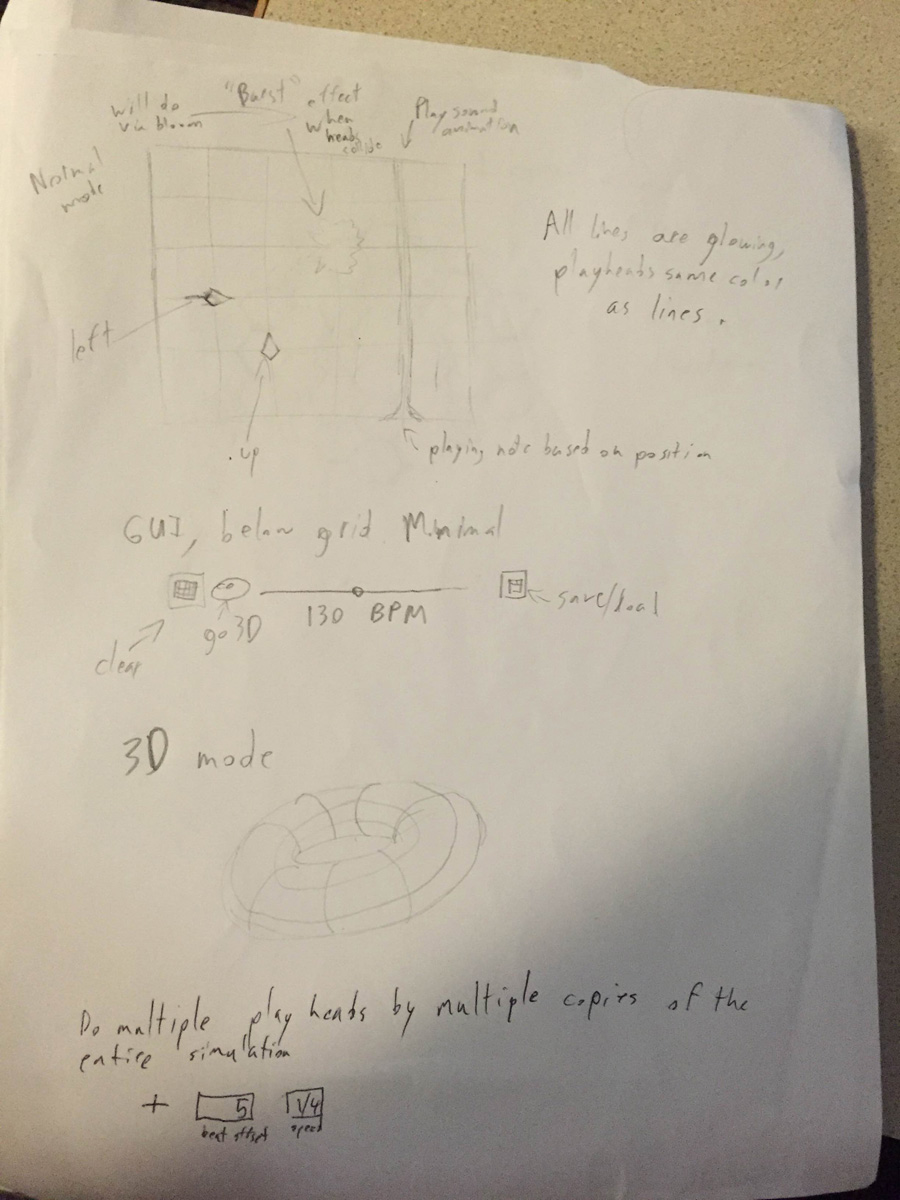 "Burst" effect
when
heads
collide
will do
via bloom
Play sound
animation
Normal
mode
All lines are glowing,
playheads same color
as lines.
left
up
playing note based on position
GUI, below grid. Minimal
clear
go 3D
130 BPM
save/load
3D mode
Do multiple play heads by multiple copies of the
entire simulation
+ 5 1/4
beat offset speed